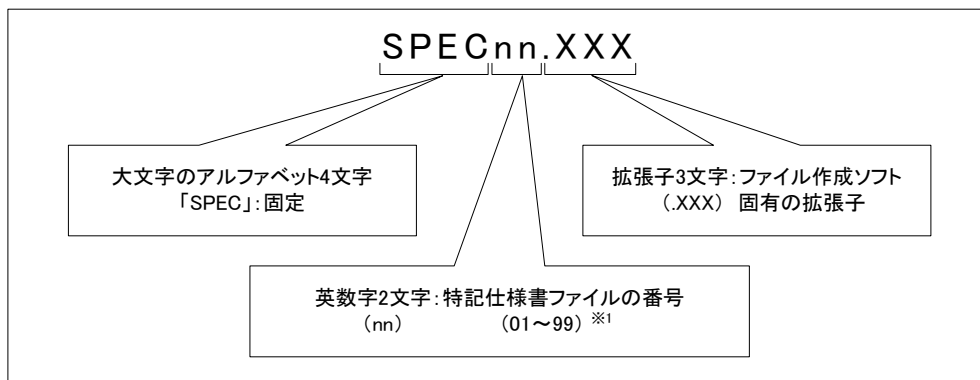 SPECnn.XXX
大文字のアルファベット4文字
「SPEC」:固定
拡張子3文字:ファイル作成ソフト
(.XXX) 固有の拡張子
英数字2文字:特記仕様書ファイルの番号
(nn) (01~99) ※1